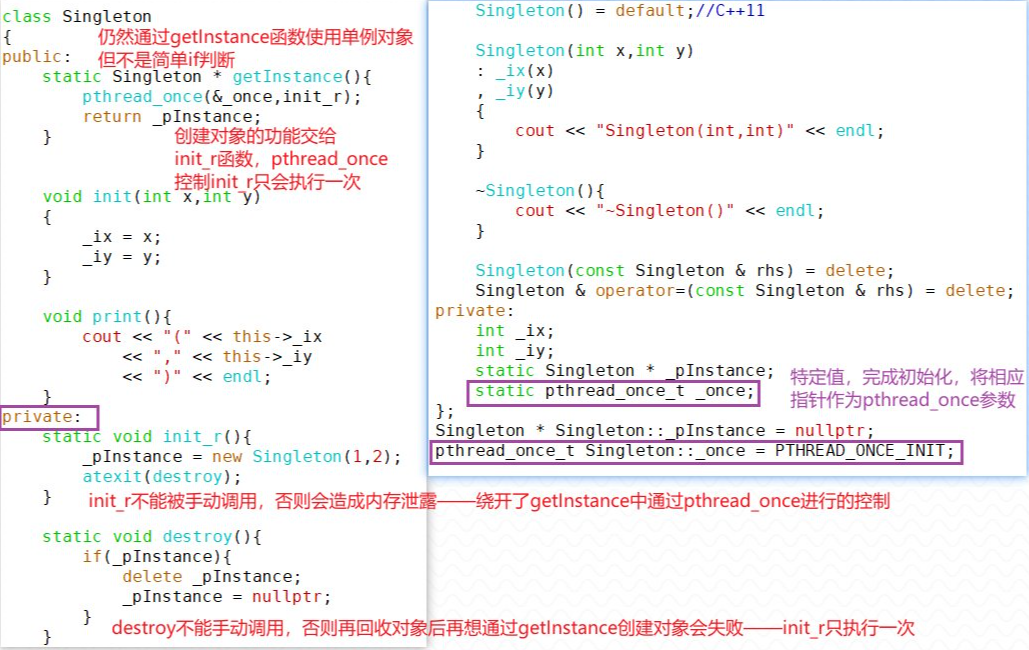 class Singleton
{
仍然通过getInstance函数使用单例对象
public:
但不是简单if判断
    static Singleton * getInstance(){
        pthread_once(&_once,init_r);
        return _pInstance;
    }
创建对象的功能交给
init_r函数，pthread_once
控制init_r只会执行一次
    void init(int x,int y)
    {
        _ix = x;
        _iy = y;
    }
    void print(){
        cout << "(" << this->_ix
            << "," << this->_iy
            << ")" << endl;
    }
private:
    static void init_r(){
        _pInstance = new Singleton(1,2);
        atexit(destroy);
    }
init_r不能被手动调用，否则会造成内存泄露——绕开了getInstance中通过pthread_once进行的控制
    static void destroy(){
        if(_pInstance){
            delete _pInstance;
            _pInstance = nullptr;
        }
destroy不能手动调用，否则再回收对象后再想通过getInstance创建对象会失败——init_r只执行一次
    }
    Singleton() = default;//C++11
    Singleton(int x,int y)
    : _ix(x)
    , _iy(y)
    {
        cout << "Singleton(int,int)" << endl;
    }
    ~Singleton(){
        cout << "~Singleton()" << endl;
    }
    Singleton(const Singleton & rhs) = delete;
    Singleton & operator=(const Singleton & rhs) = delete;
private:
    int _ix;
    int _iy;
    static Singleton * _pInstance;
    static pthread_once_t _once;
特定值，完成初始化，将相应
指针作为pthread_once参数
};
Singleton * Singleton::_pInstance = nullptr;
pthread_once_t Singleton::_once = PTHREAD_ONCE_INIT;